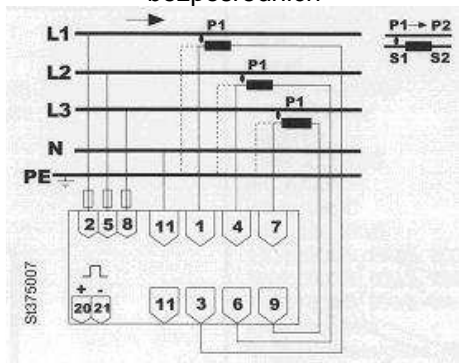 bezpośrednich
L1
P1
P1 P2
S1 S2
L2
P1
L3
P1
N
PE
2 5 8 11 1 4 7
+ -
20 21 11 3 6 9
St375007